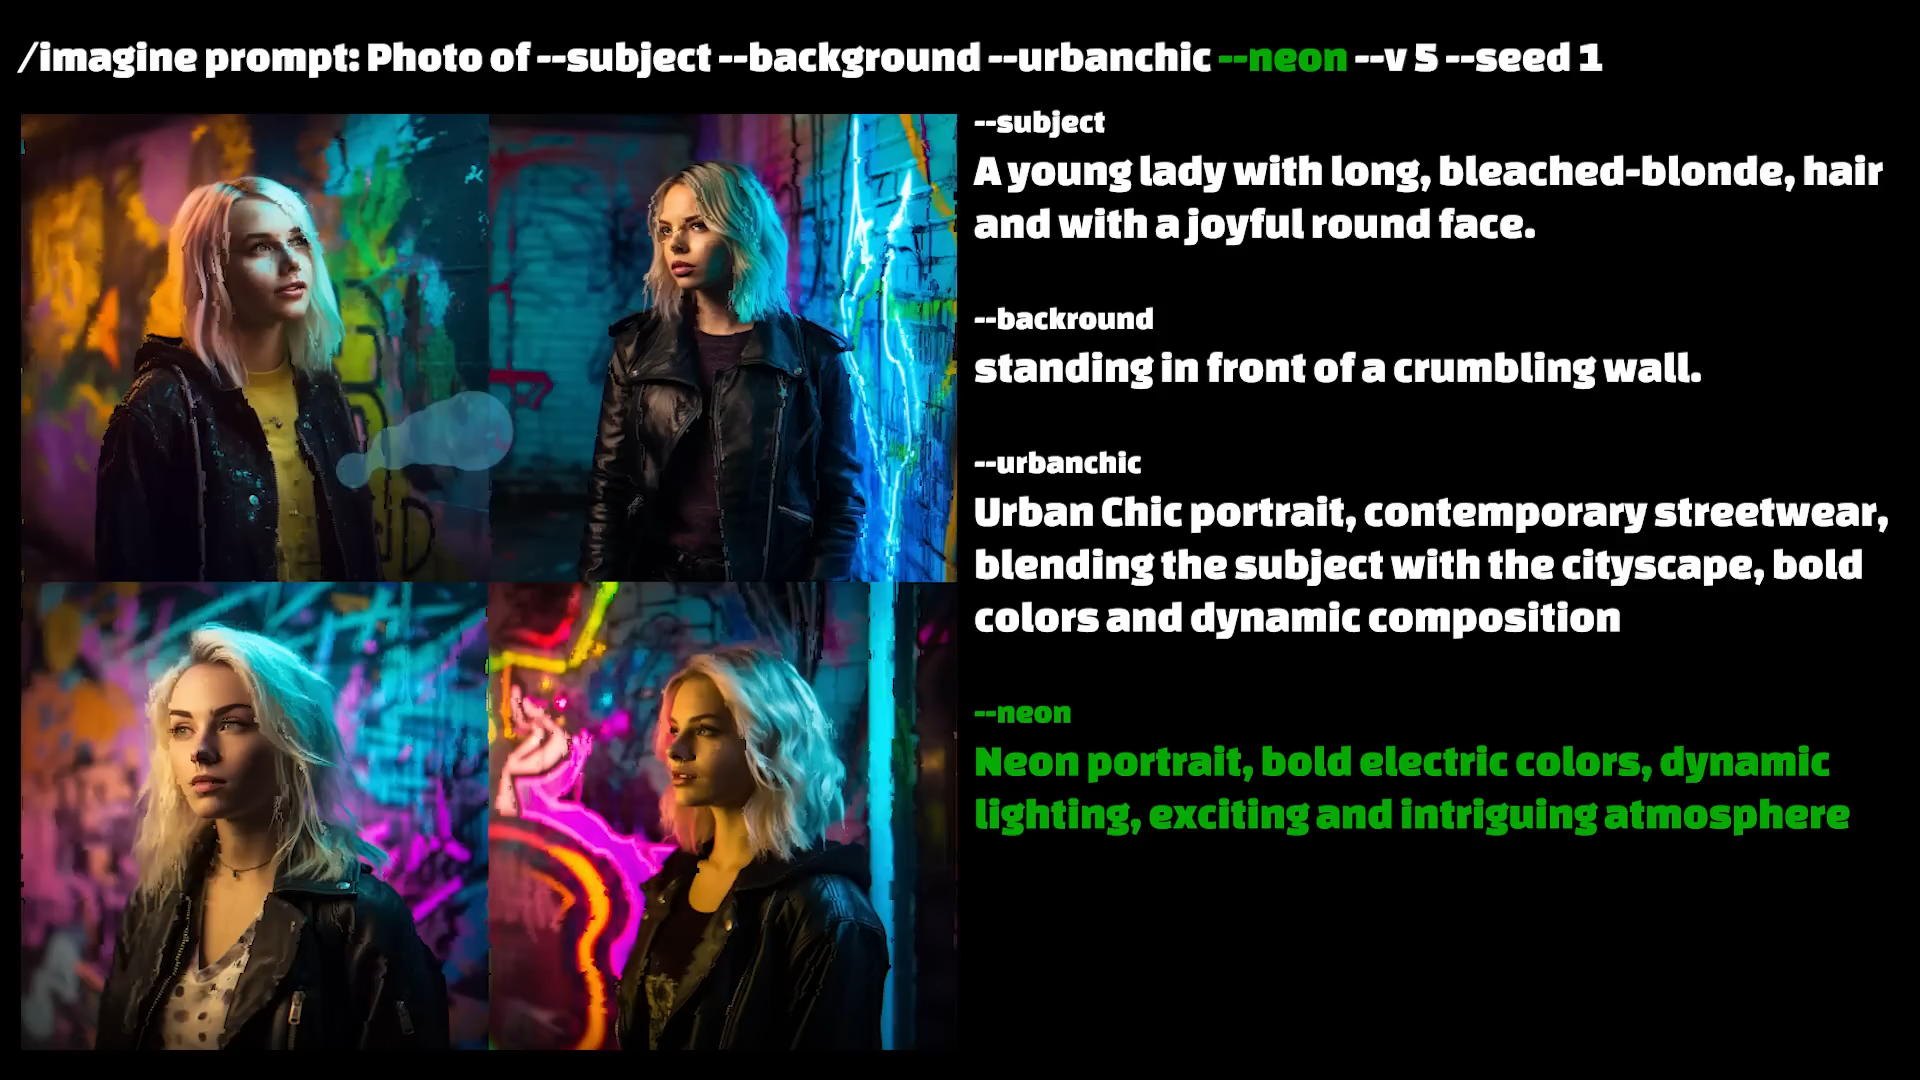 /imagine prompt: Photo of --subject --background --urbanchic --neon --v 5 --seed 1
--subject
A young lady with long, bleached-blonde, hair
and with a joyful round face.
--backround
standing in front of a crumbling wall.
--urbanchic
Urban Chic portrait, contemporary streetwear,
blending the subject with the cityscape, bold
colors and dynamic composition
--neon
Neon portrait, bold electric colors, dynamic
lighting, exciting and intriguing atmosphere